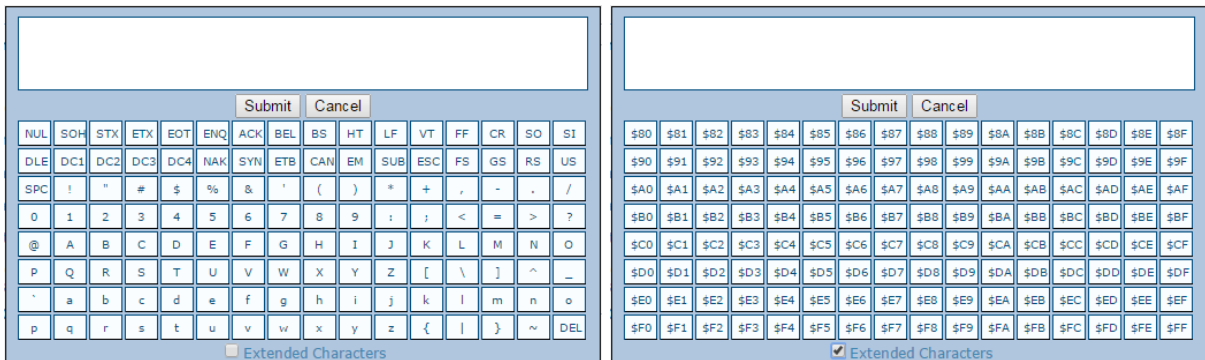 Submit Cancel
NUL SOH STX ETX EOT ENQ ACK BEL BS HT LF VT FF CR SO SI
DLE DC1 DC2 DC3 DC4 NAK SYN ETB CAN EM SUB ESC FS GS RS US
SPC ! " # $ % & ' ( ) * + , - . /
0 1 2 3 4 5 6 7 8 9 : ; < = > ?
@ A B C D E F G H I J K L M N O
P Q R S T U V W X Y Z [ \ ] ^ _
` a b c d e f g h i j k l m n o
p q r s t u v w x y z { | } ~ DEL
Extended Characters
Submit Cancel
$80 $81 $82 $83 $84 $85 $86 $87 $88 $89 $8A $8B $8C $8D $8E $8F
$90 $91 $92 $93 $94 $95 $96 $97 $98 $99 $9A $9B $9C $9D $9E $9F
$A0 $A1 $A2 $A3 $A4 $A5 $A6 $A7 $A8 $A9 $AA $AB $AC $AD $AE $AF
$B0 $B1 $B2 $B3 $B4 $B5 $B6 $B7 $B8 $B9 $BA $BB $BC $BD $BE $BF
$C0 $C1 $C2 $C3 $C4 $C5 $C6 $C7 $C8 $C9 $CA $CB $CC $CD $CE $CF
$D0 $D1 $D2 $D3 $D4 $D5 $D6 $D7 $D8 $D9 $DA $DB $DC $DD $DE $DF
$E0 $E1 $E2 $E3 $E4 $E5 $E6 $E7 $E8 $E9 $EA $EB $EC $ED $EE $EF
$F0 $F1 $F2 $F3 $F4 $F5 $F6 $F7 $F8 $F9 $FA $FB $FC $FD $FE $FF
Extended Characters